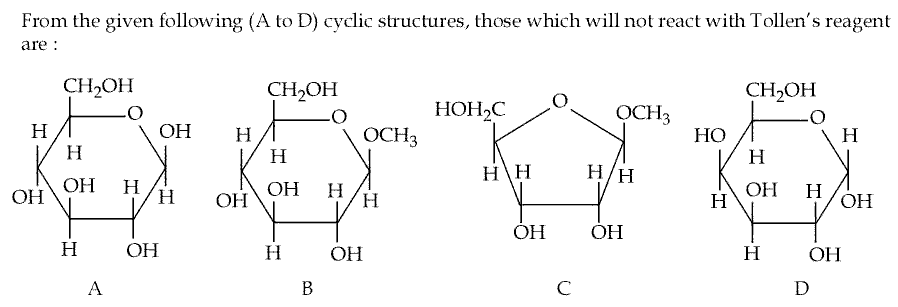 From the given following (A to D) cyclic structures, those which will not react with Tollen's reagent
are :
CH₂OH
O
H
OH
H
OH
H
OH
H
H
OH
A
CH₂OH
O
H
OCH₃
H
OH
H
OH
H
H
OH
B
HOH₂C
O
OCH₃
H
H
H
H
OH
OH
C
CH₂OH
O
HO
H
H
OH
H
H
OH
H
OH
D